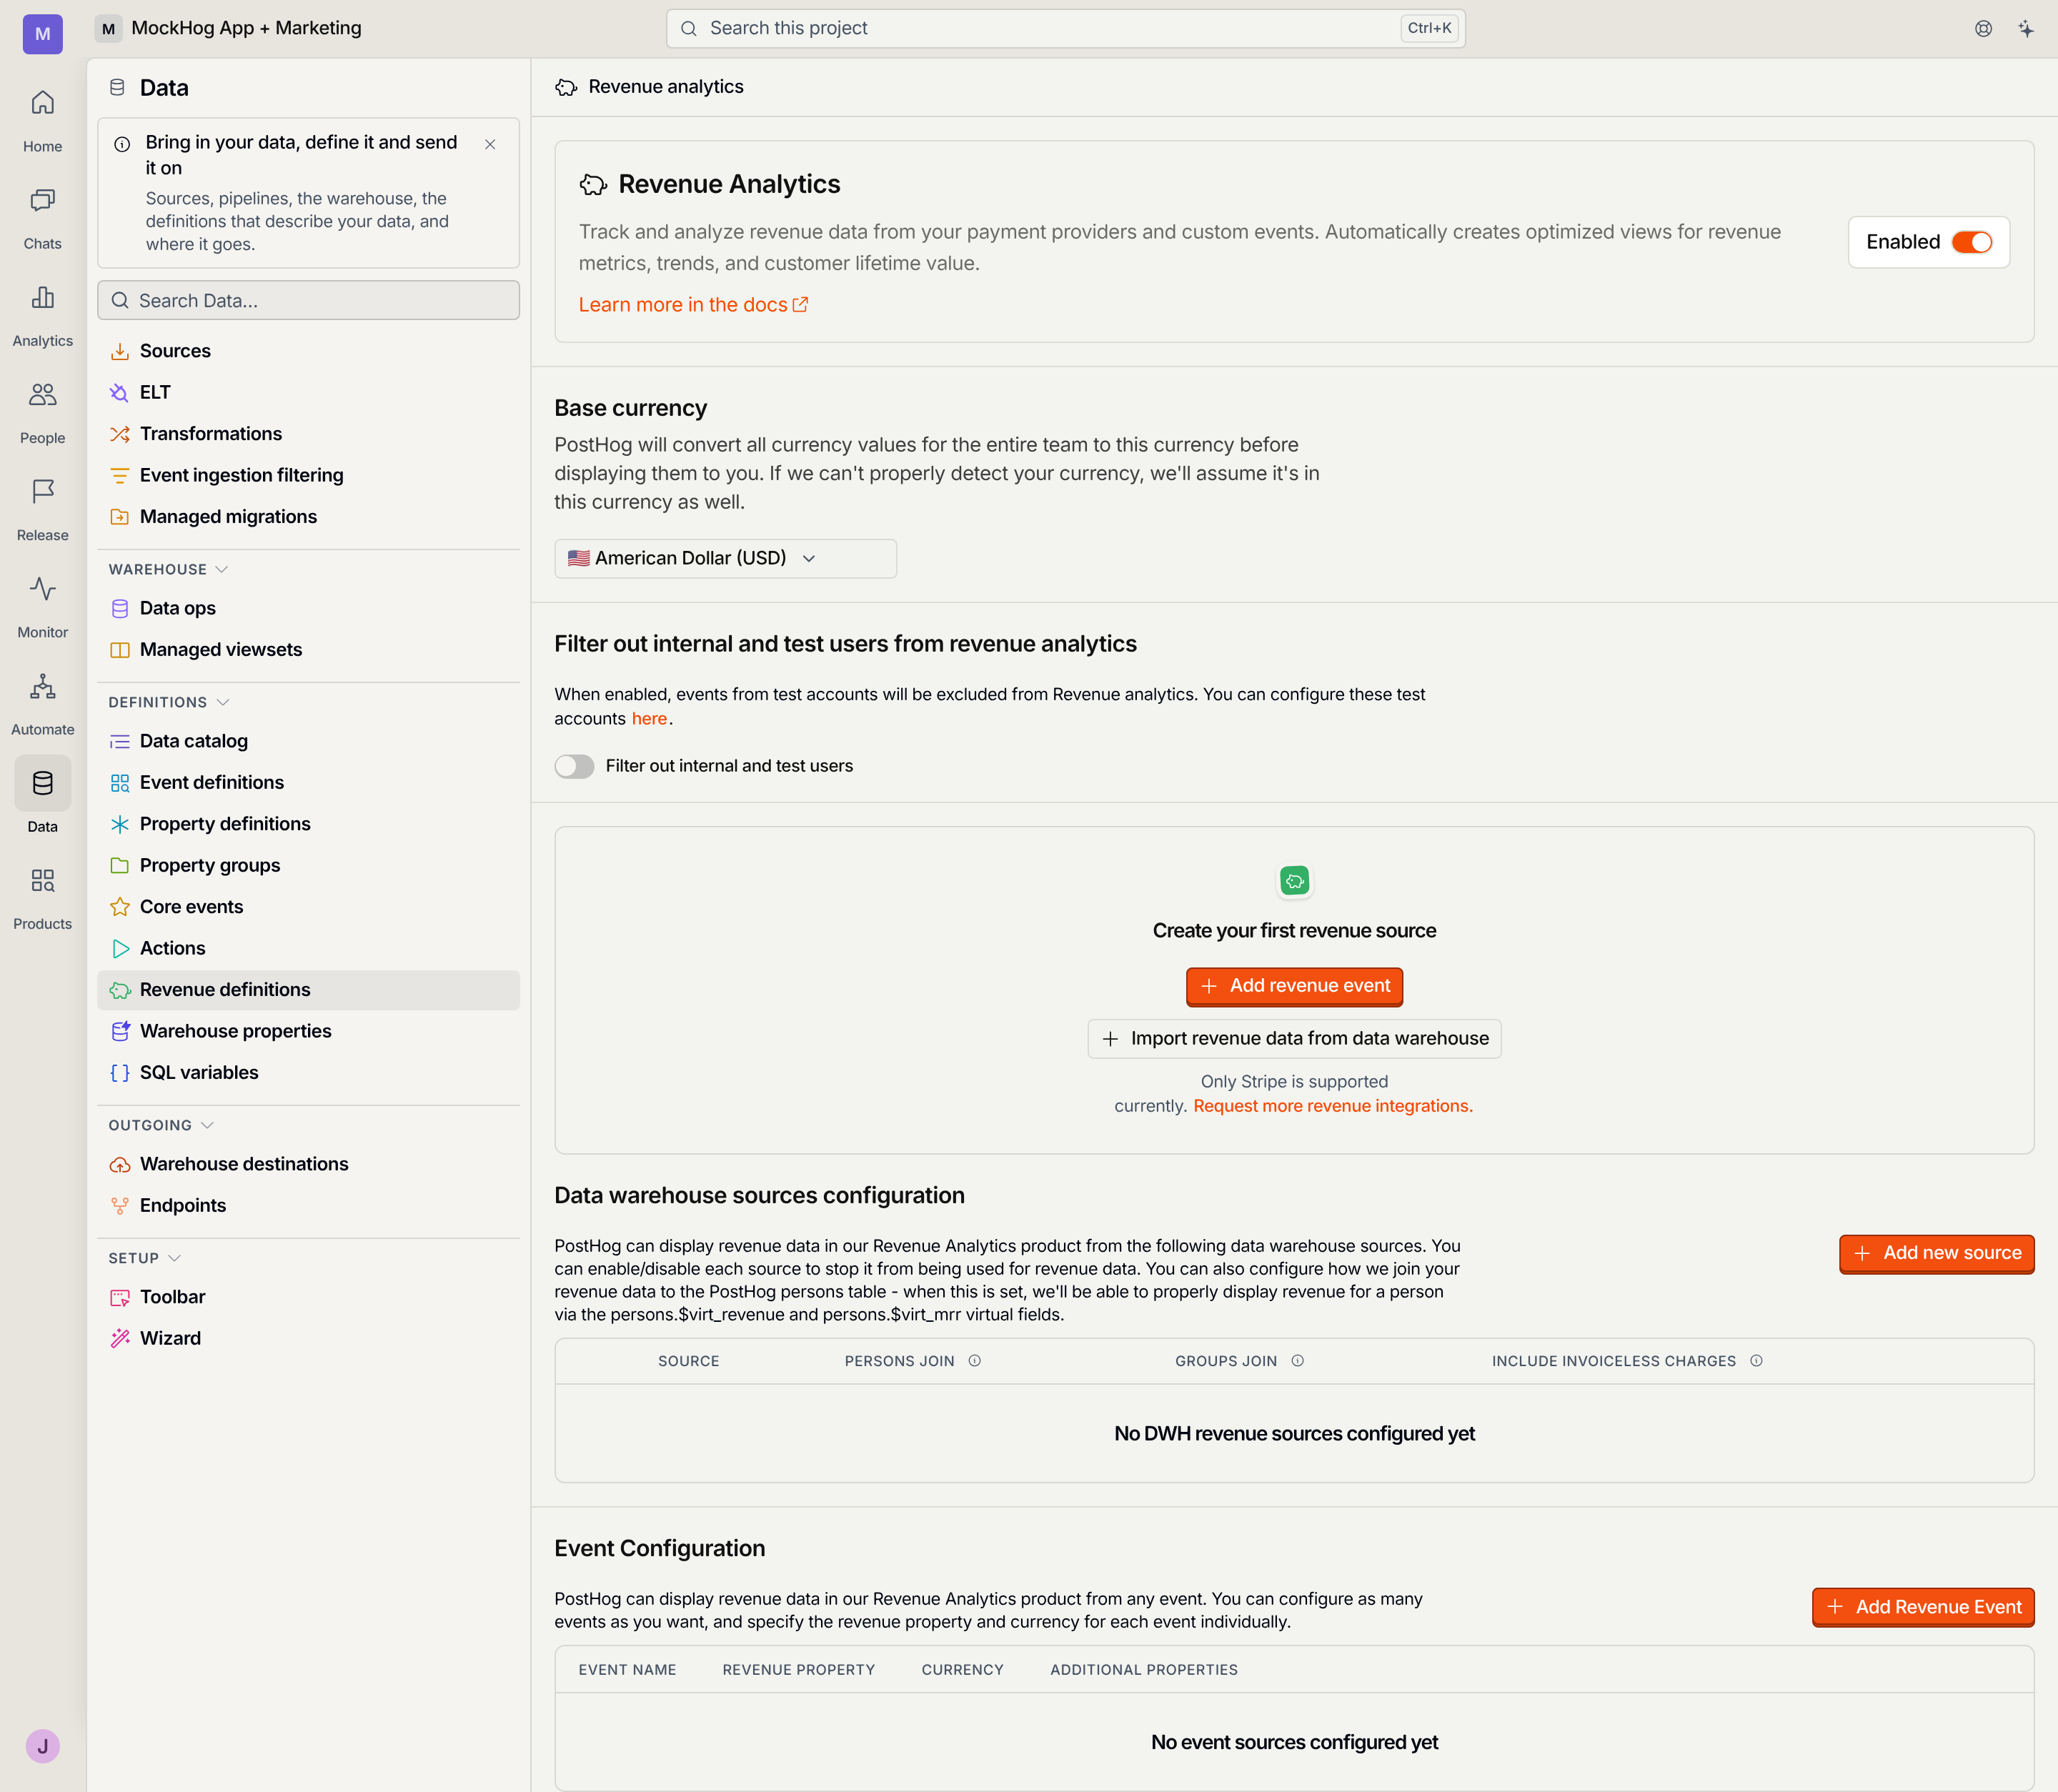 M
M MockHog App + Marketing
Search this project
Ctrl+K
Home
Chats
Analytics
People
Release
Monitor
Automate
Data
Products
J
Data
Bring in your data, define it and send
it on
Sources, pipelines, the warehouse, the
definitions that describe your data, and
where it goes.
Search Data...
Sources
ELT
Transformations
Event ingestion filtering
Managed migrations
WAREHOUSE
Data ops
Managed viewsets
DEFINITIONS
Data catalog
Event definitions
Property definitions
Property groups
Core events
Actions
Revenue definitions
Warehouse properties
SQL variables
OUTGOING
Warehouse destinations
Endpoints
SETUP
Toolbar
Wizard
Revenue analytics
Revenue Analytics
Track and analyze revenue data from your payment providers and custom events. Automatically creates optimized views for revenue
metrics, trends, and customer lifetime value.
Learn more in the docs
Enabled
Base currency
PostHog will convert all currency values for the entire team to this currency before
displaying them to you. If we can't properly detect your currency, we'll assume it's in
this currency as well.
🇺🇸 American Dollar (USD)
Filter out internal and test users from revenue analytics
When enabled, events from test accounts will be excluded from Revenue analytics. You can configure these test
accounts here.
Filter out internal and test users
Create your first revenue source
Add revenue event
Import revenue data from data warehouse
Only Stripe is supported
currently. Request more revenue integrations.
Data warehouse sources configuration
PostHog can display revenue data in our Revenue Analytics product from the following data warehouse sources. You
can enable/disable each source to stop it from being used for revenue data. You can also configure how we join your
revenue data to the PostHog persons table - when this is set, we'll be able to properly display revenue for a person
via the persons.$virt_revenue and persons.$virt_mrr virtual fields.
Add new source
SOURCE PERSONS JOIN GROUPS JOIN INCLUDE INVOICELESS CHARGES
No DWH revenue sources configured yet
Event Configuration
PostHog can display revenue data in our Revenue Analytics product from any event. You can configure as many
events as you want, and specify the revenue property and currency for each event individually.
Add Revenue Event
EVENT NAME REVENUE PROPERTY CURRENCY ADDITIONAL PROPERTIES
No event sources configured yet